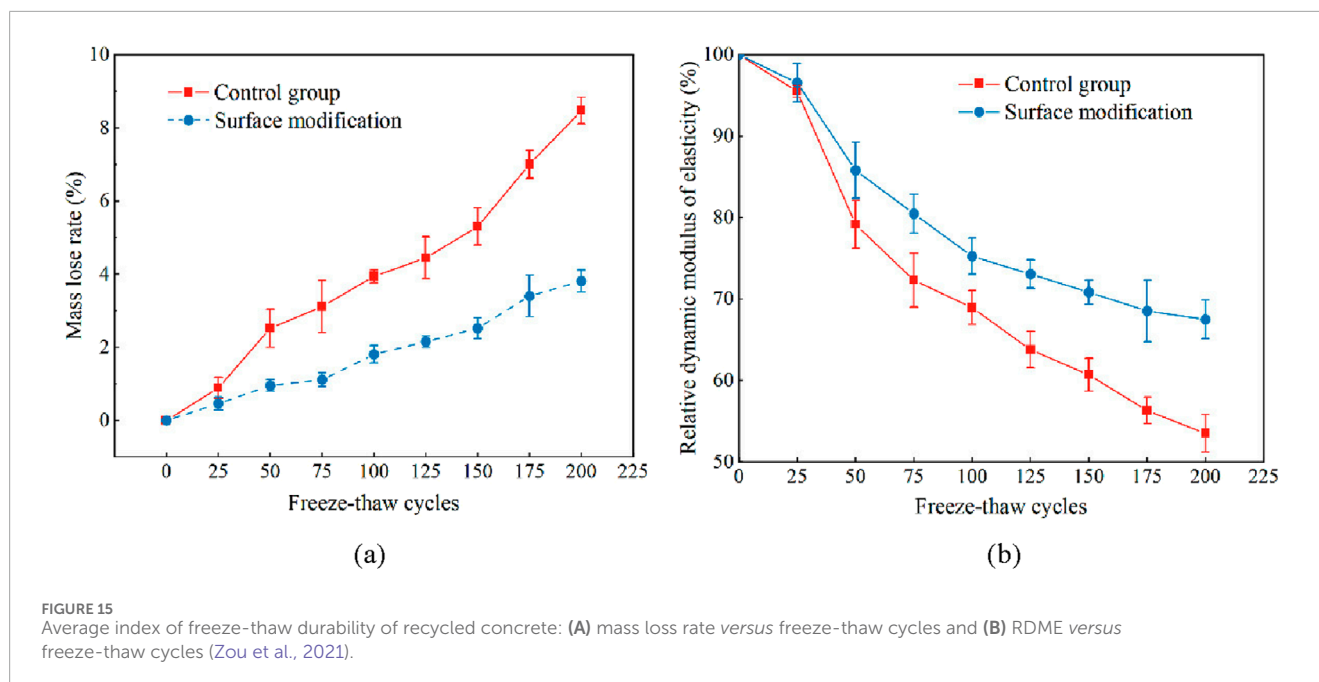 10
8
6
4
2
0
Mass lose rate (%)
Control group
Surface modification
0 25 50 75 100 125 150 175 200 225
Freeze-thaw cycles
(a)
100
90
80
70
60
50
Relative dynamic modulus of elasticity (%)
Control group
Surface modification
0 25 50 75 100 125 150 175 200 225
Freeze-thaw cycles
(b)
FIGURE 15
Average index of freeze-thaw durability of recycled concrete: (A) mass loss rate versus freeze-thaw cycles and (B) RDME versus
freeze-thaw cycles (Zou et al., 2021).